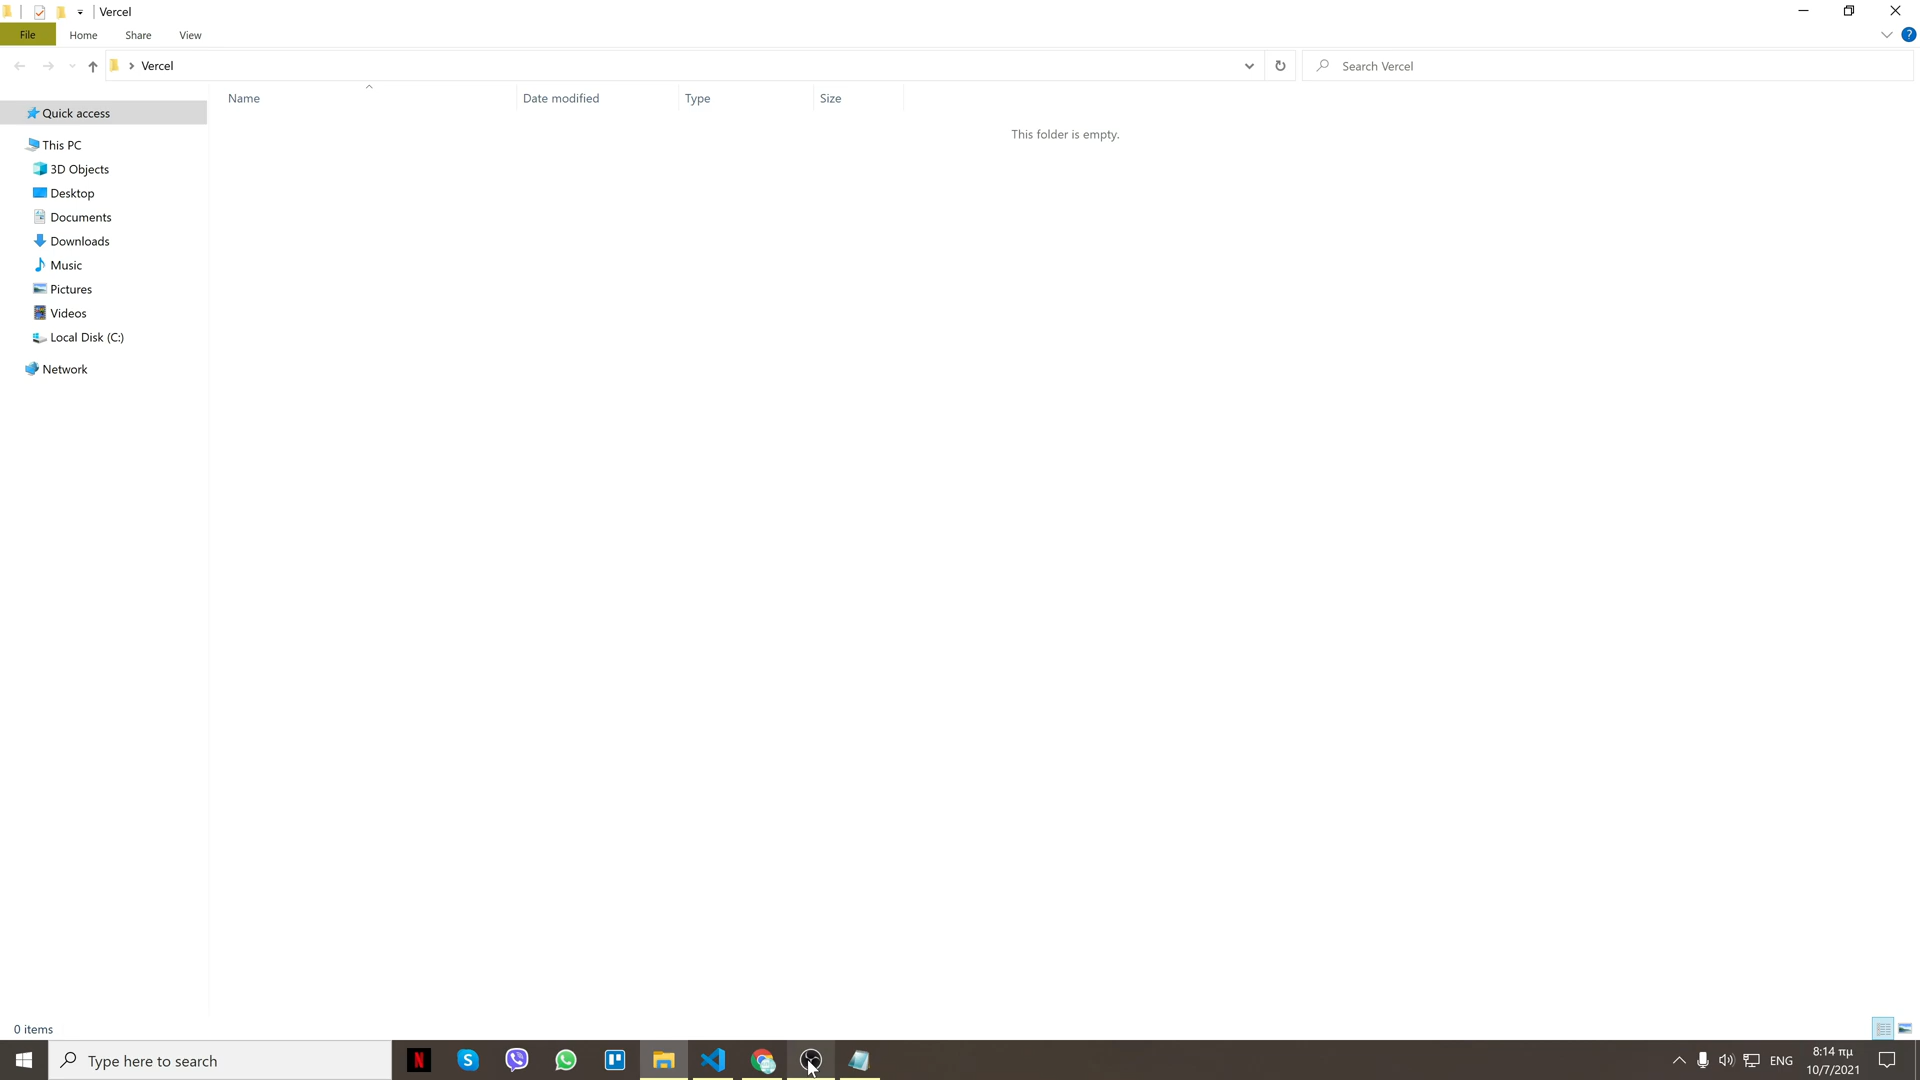 Vercel
File Home Share View ?
Vercel Search Vercel
Name Date modified Type Size
This folder is empty.
Quick access
This PC
3D Objects
Desktop
Documents
Downloads
Music
Pictures
Videos
Local Disk (C:)
Network
0 items
Type here to search N S ENG 8:14 πμ
10/7/2021